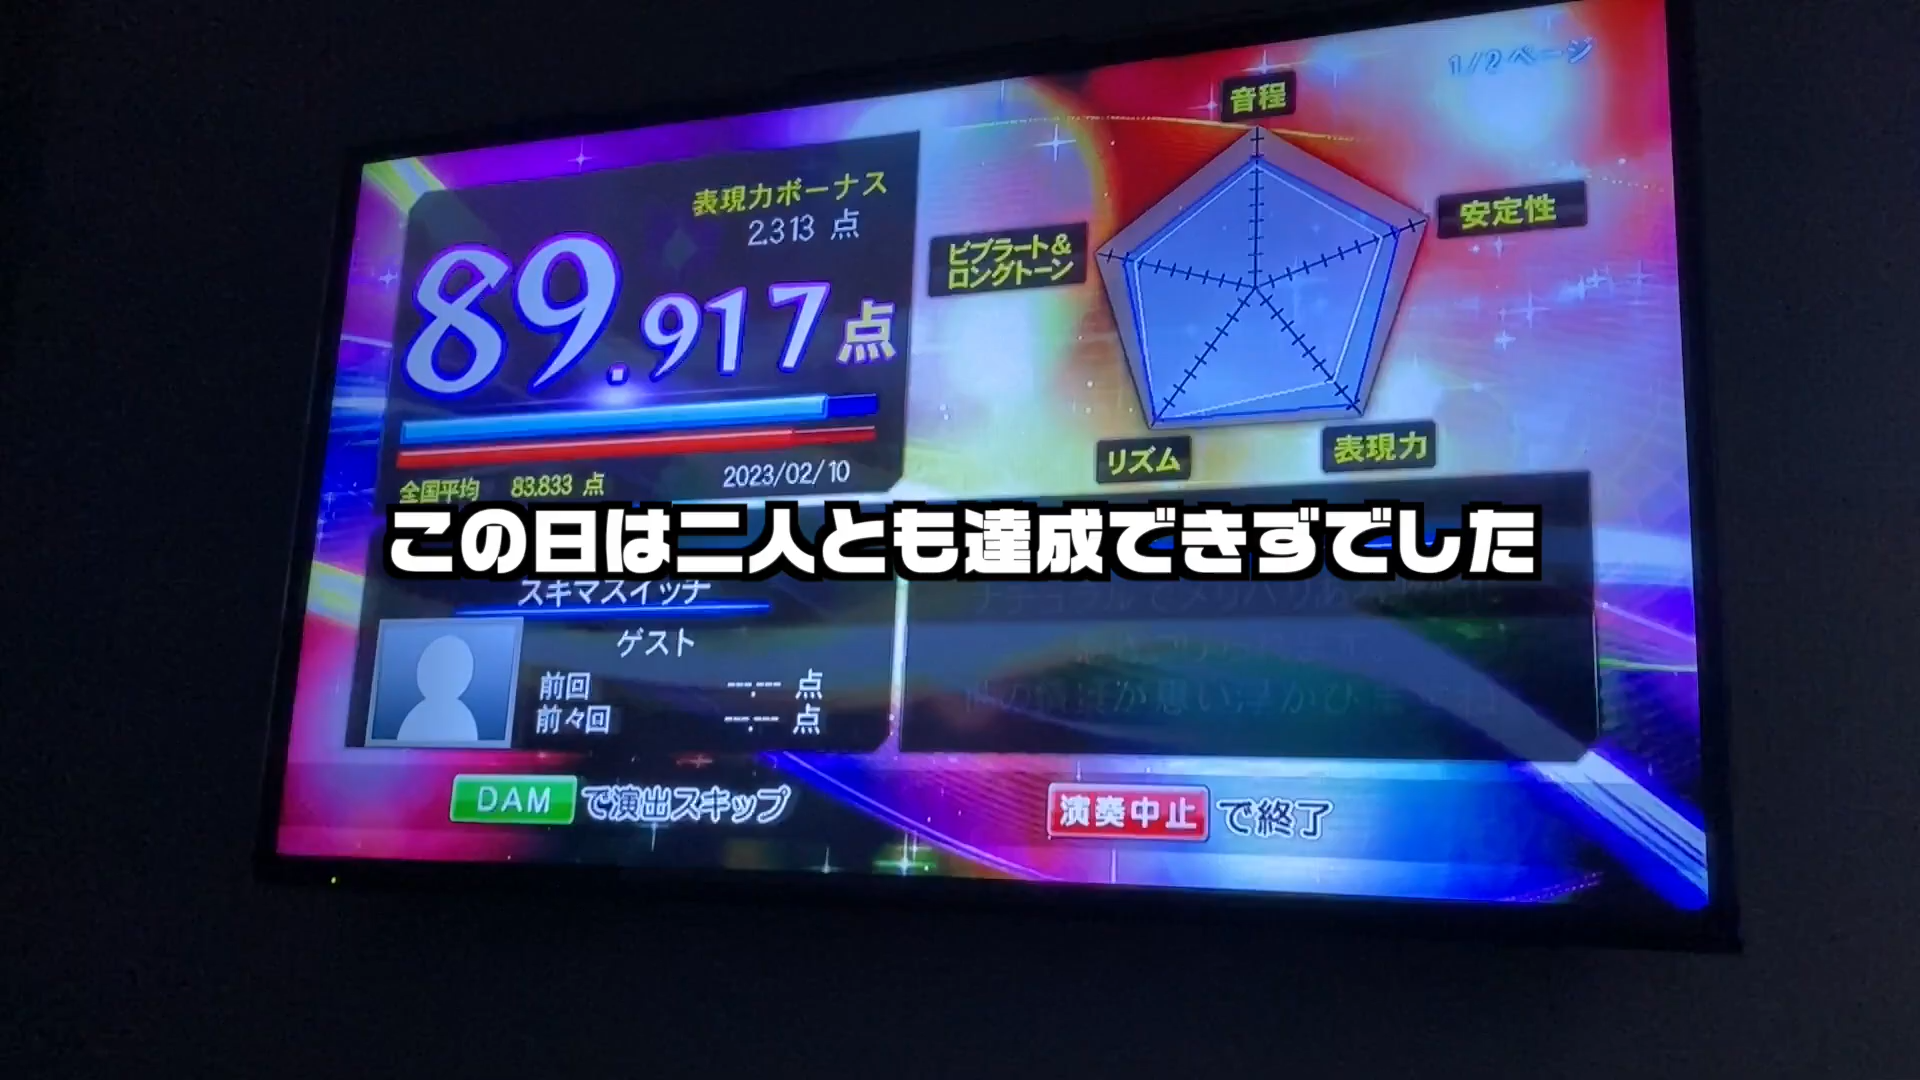 1/2ページ
音程
安定性
表現力
リズム
ビブラート&
ロングトーン
表現力ボーナス
2.313 点
89.917点
全国平均 83.833 点
2023/02/10
この日は二人とも達成できずでした
スキマスイッチ
ゲスト
前回 ---.--- 点
前々回 ---.--- 点
DAM で演出スキップ
演奏中止 で終了